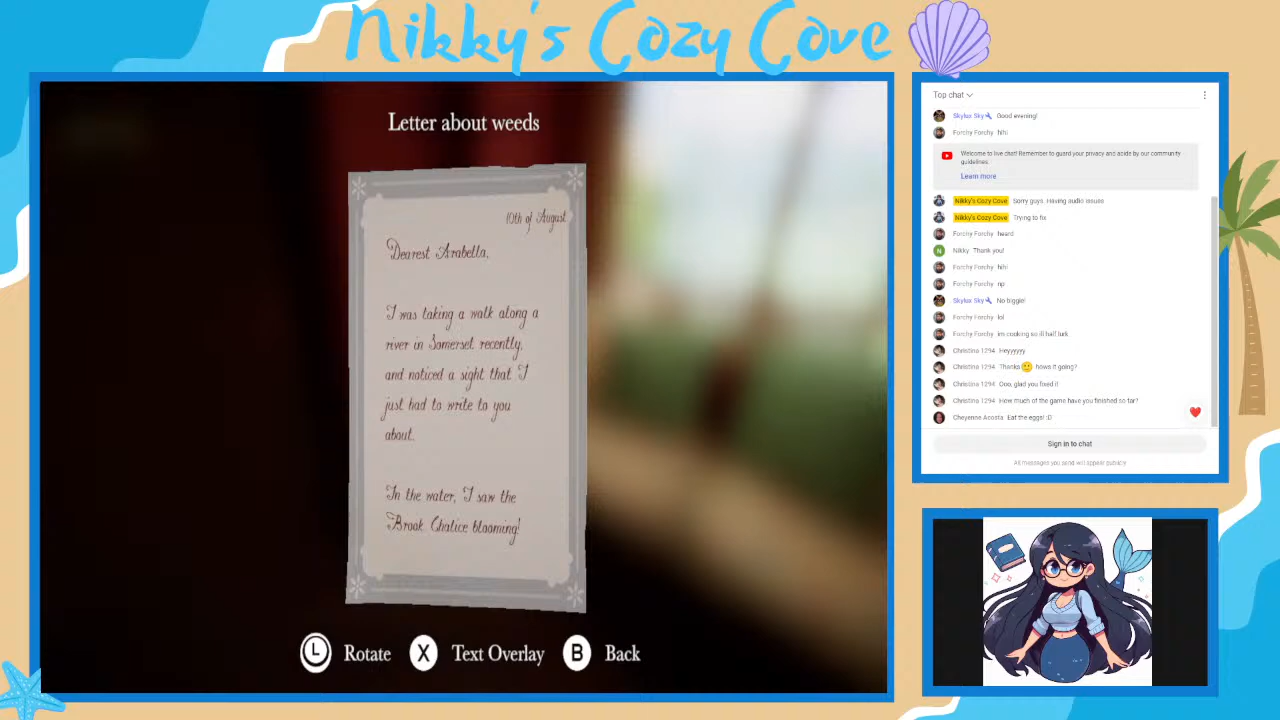 Nikky's Cozy Cove
Letter about weeds
10th of August
Dearest Arabella,
I was taking a walk along a
river in Somerset recently,
and noticed a sight that I
just had to write to you
about.
In the water, I saw the
Brook Chalice blooming!
L Rotate X Text Overlay B Back
Top chat
Skylux Sky Good evening!
Forchy Forchy hihi
Welcome to live chat! Remember to guard your privacy and abide by our community
guidelines.
Learn more
Nikky's Cozy Cove Sorry guys. Having audio issues
Nikky's Cozy Cove Trying to fix
Forchy Forchy heard
N Nikky Thank you!
Forchy Forchy hihi
Forchy Forchy np
Skylux Sky No biggie!
Forchy Forchy lol
Forchy Forchy im cooking so ill half lurk
Christina 1294 Heyyyyyy
Christina 1294 Thanks hows it going?
Christina 1294 Ooo, glad you fixed it!
Christina 1294 How much of the game have you finished so far?
Cheyenne Acosta Eat the eggs! :D
Sign in to chat
All messages you send will appear publicly